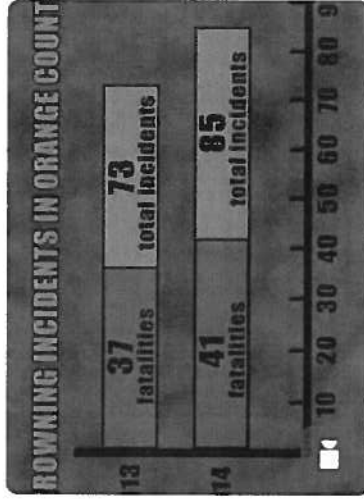 ROWNING INCIDENTS IN ORANGE COUNT
13
37
fatalities
73
total incidents
14
41
fatalities
85
total incidents
10 20 30 40 50 60 70 80 9